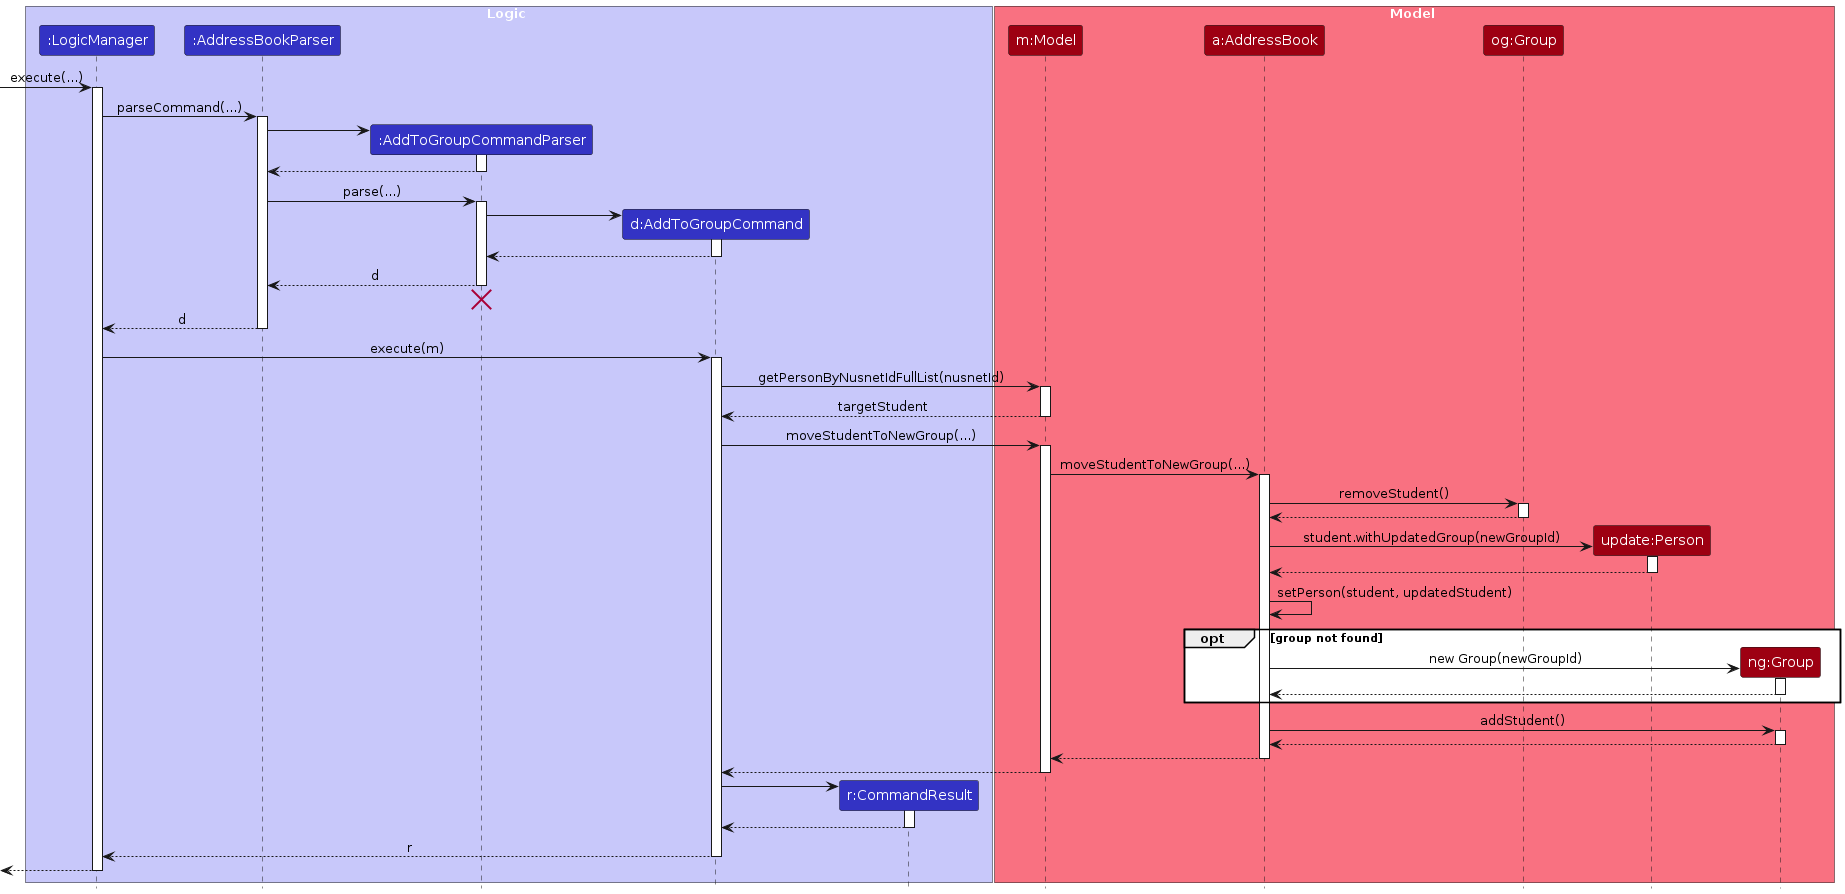 Logic
Model
:LogicManager
:AddressBookParser
m:Model
a:AddressBook
og:Group
execute(...)
parseCommand(...)
:AddToGroupCommandParser
parse(...)
d:AddToGroupCommand
d
d
execute(m)
getPersonByNusnetIdFullList(nusnetId)
targetStudent
moveStudentToNewGroup(...)
moveStudentToNewGroup(...)
removeStudent()
student.withUpdatedGroup(newGroupId)
update:Person
setPerson(student, updatedStudent)
opt
[group not found]
new Group(newGroupId)
ng:Group
addStudent()
r:CommandResult
r